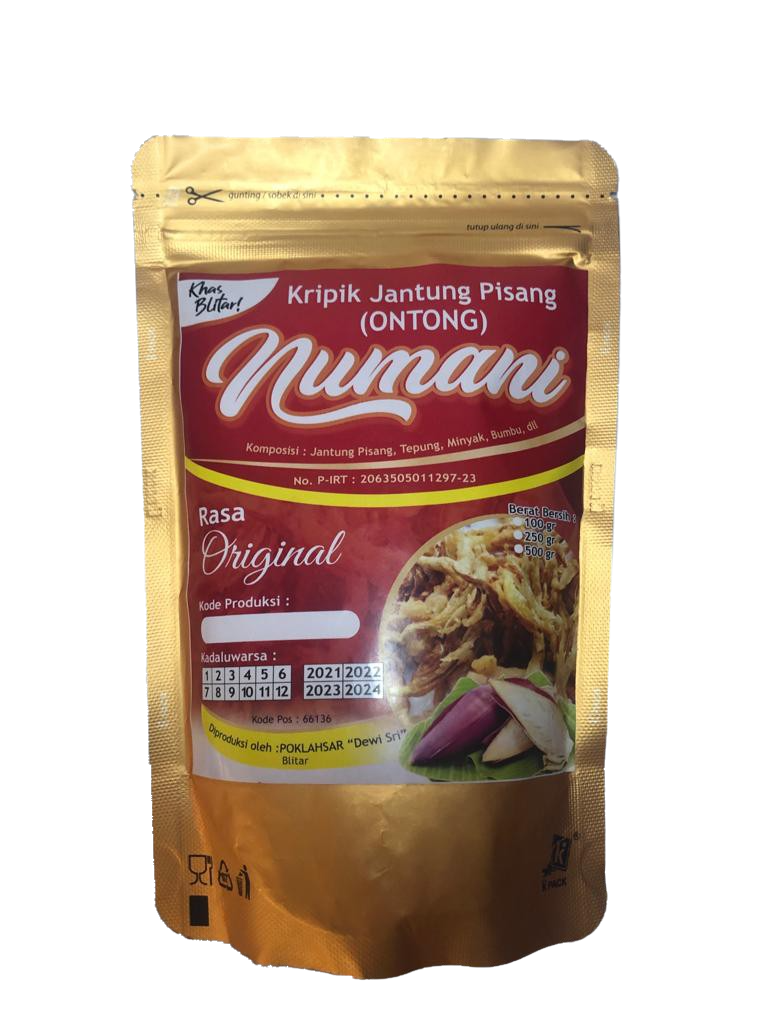 gunting / sobek di sini
tutup ulang di sini
Khas
Blitar!
Kripik Jantung Pisang
(ONTONG)
Numani
Komposisi : Jantung Pisang, Tepung, Minyak, Bumbu, dll
No. P-IRT : 2063505011297-23
Rasa
Original
Berat Bersih :
100 gr
250 gr
500 gr
Kode Produksi :
Kadaluwarsa :
1 2 3 4 5 6 2021 2022
7 8 9 10 11 12 2023 2024
Kode Pos : 66136
Diproduksi oleh :POKLAHSAR "Dewi Sri"
Blitar
K PACK